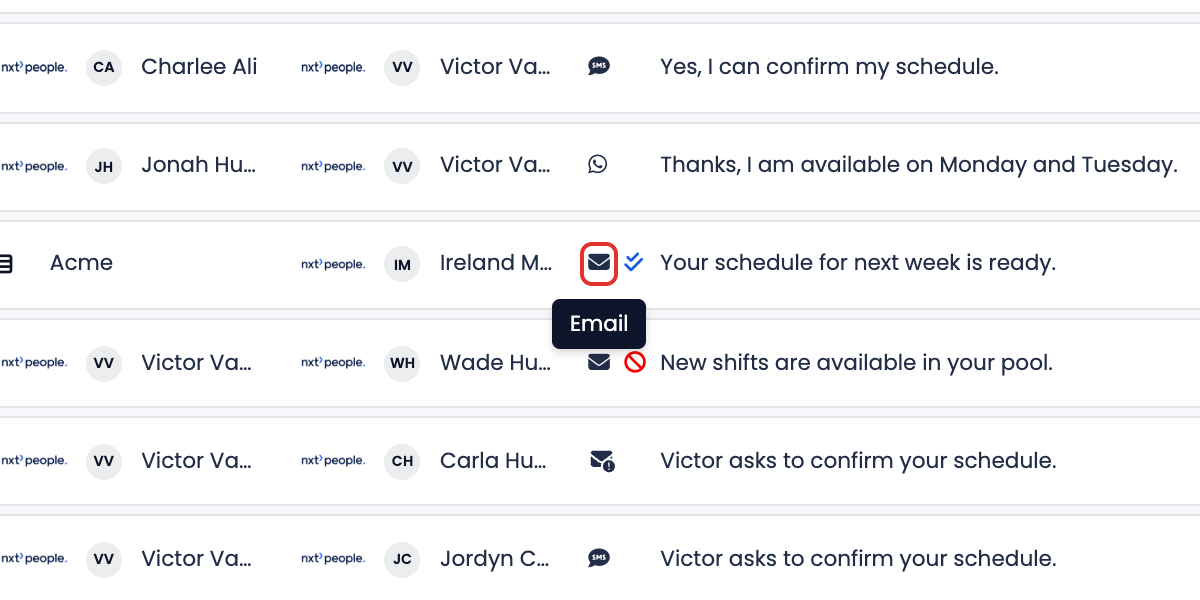 nxt people. CA Charlee Ali nxt people. VV Victor Va... SMS Yes, I can confirm my schedule.
nxt people. JH Jonah Hu... nxt people. VV Victor Va... Thanks, I am available on Monday and Tuesday.
Acme nxt people. IM Ireland M... Your schedule for next week is ready.
Email
nxt people. VV Victor Va... nxt people. WH Wade Hu... New shifts are available in your pool.
nxt people. VV Victor Va... nxt people. CH Carla Hu... Victor asks to confirm your schedule.
nxt people. VV Victor Va... nxt people. JC Jordyn C... SMS Victor asks to confirm your schedule.